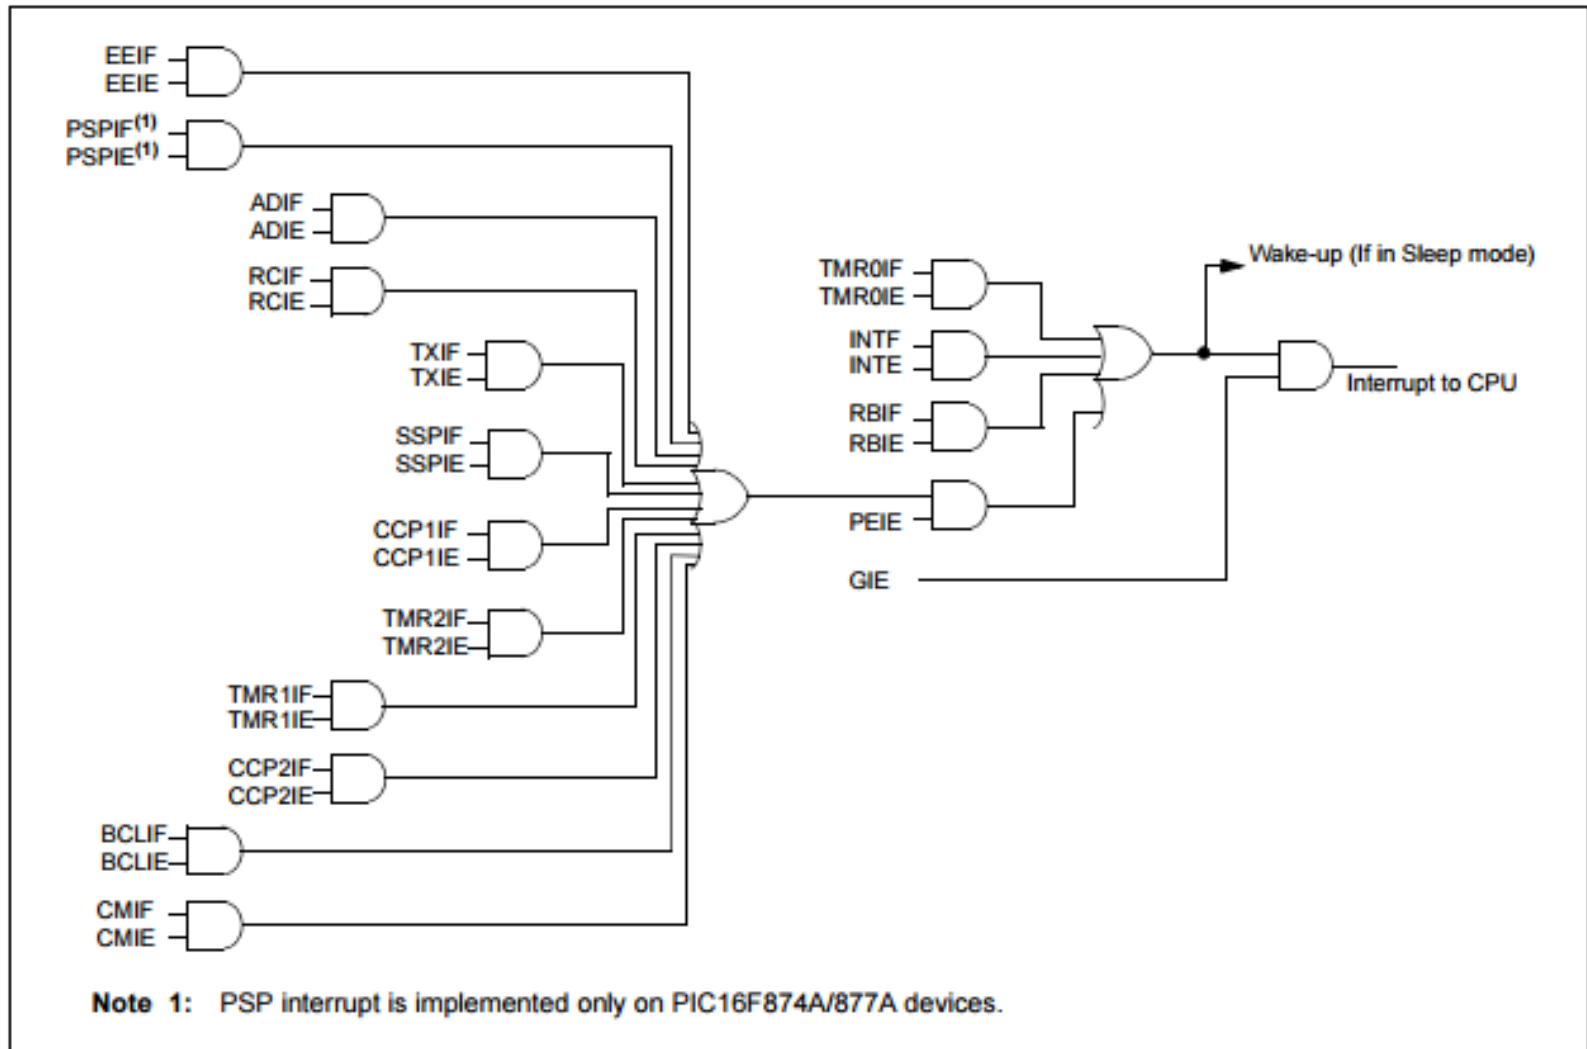 EEIF
EEIE
PSPIF(1)
PSPIE(1)
ADIF
ADIE
RCIF
RCIE
TXIF
TXIE
SSPIF
SSPIE
CCP1IF
CCP1IE
TMR2IF
TMR2IE
TMR1IF
TMR1IE
CCP2IF
CCP2IE
BCLIF
BCLIE
CMIF
CMIE
TMR0IF
TMR0IE
INTF
INTE
RBIF
RBIE
PEIE
GIE
Wake-up (If in Sleep mode)
Interrupt to CPU
Note 1: PSP interrupt is implemented only on PIC16F874A/877A devices.